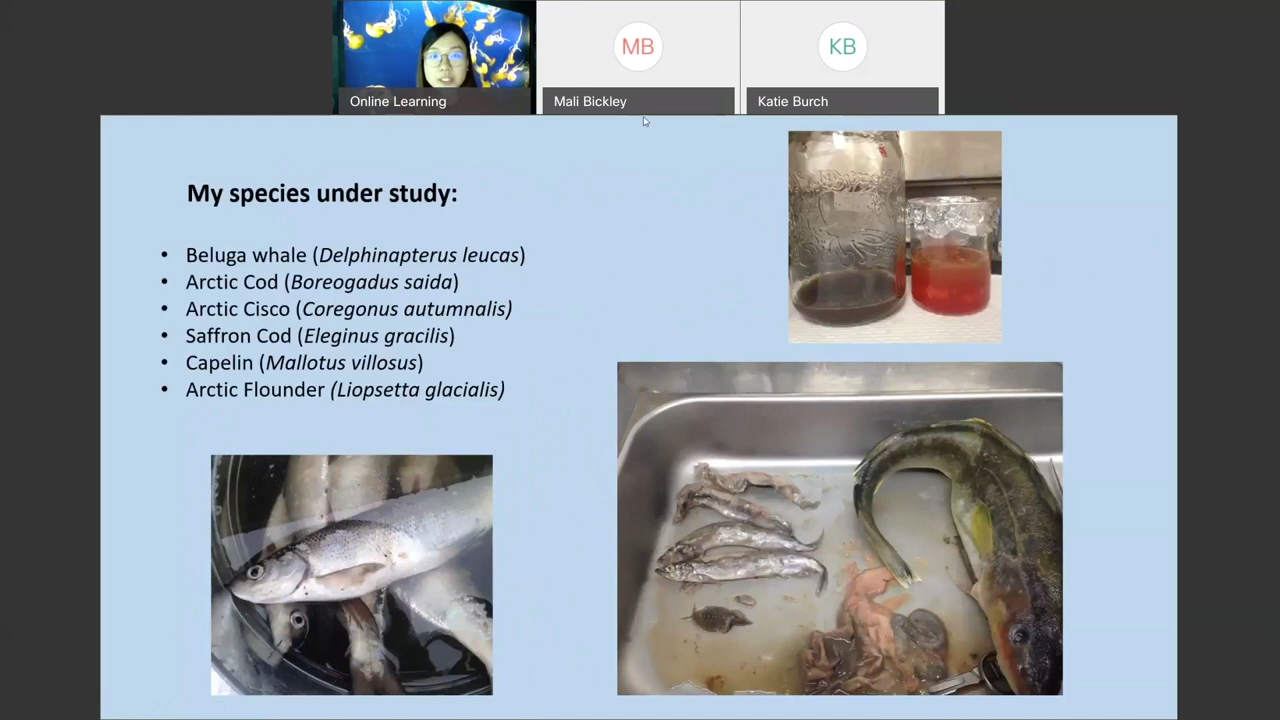 MB
KB
Online Learning
Mali Bickley
Katie Burch
My species under study:
• Beluga whale (Delphinapterus leucas)
• Arctic Cod (Boreogadus saida)
• Arctic Cisco (Coregonus autumnalis)
• Saffron Cod (Eleginus gracilis)
• Capelin (Mallotus villosus)
• Arctic Flounder (Liopsetta glacialis)